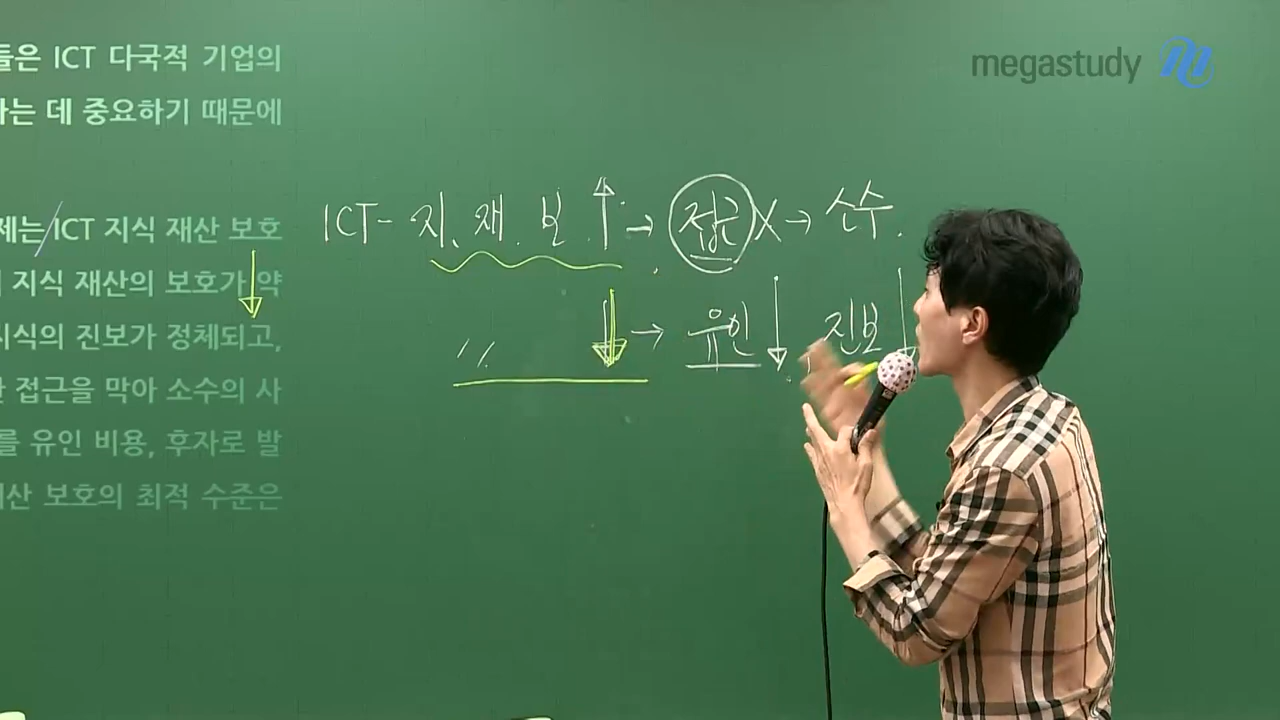 들은 ICT 다국적 기업의
하는 데 중요하기 때문에
megastudy
제는 ICT 지식 재산 보호
지식 재산의 보호가 약
지식의 진보가 정체되고,
접근을 막아 소수의 사
를 유인 비용, 후자로 발
산 보호의 최적 수준은
ICT - 지.재.보 ↑ → 접근 X → 소수.
〃 ↓ → 유인 ↓, 진보 ↓